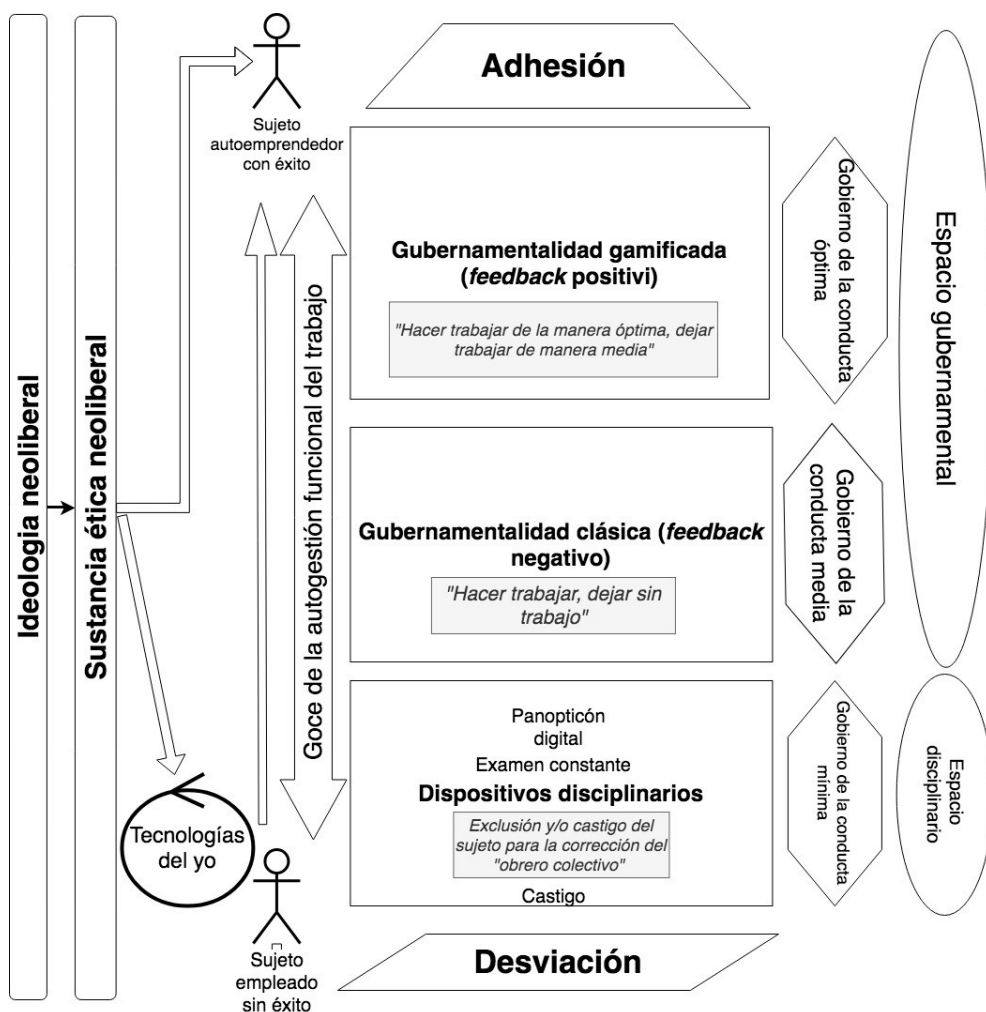 Ideología neoliberal
Sustancia ética neoliberal
Sujeto
autoemprendedor
con éxito
Goce de la autogestión funcional del trabajo
Tecnologías
del yo
Sujeto
empleado
sin éxito
Adhesión
Gubernamentalidad gamificada
(feedback positivi)
"Hacer trabajar de la manera óptima, dejar
trabajar de manera media"
Gubernamentalidad clásica (feedback
negativo)
"Hacer trabajar, dejar sin
trabajo"
Panopticón
digital
Examen constante
Dispositivos disciplinarios
Exclusión y/o castigo del
sujeto para la corrección del
"obrero colectivo"
Castigo
Desviación
Gobierno de la conducta
óptima
Gobierno de la
conducta media
Gobierno de la conducta
mínima
Espacio gubernamental
Espacio
disciplinario